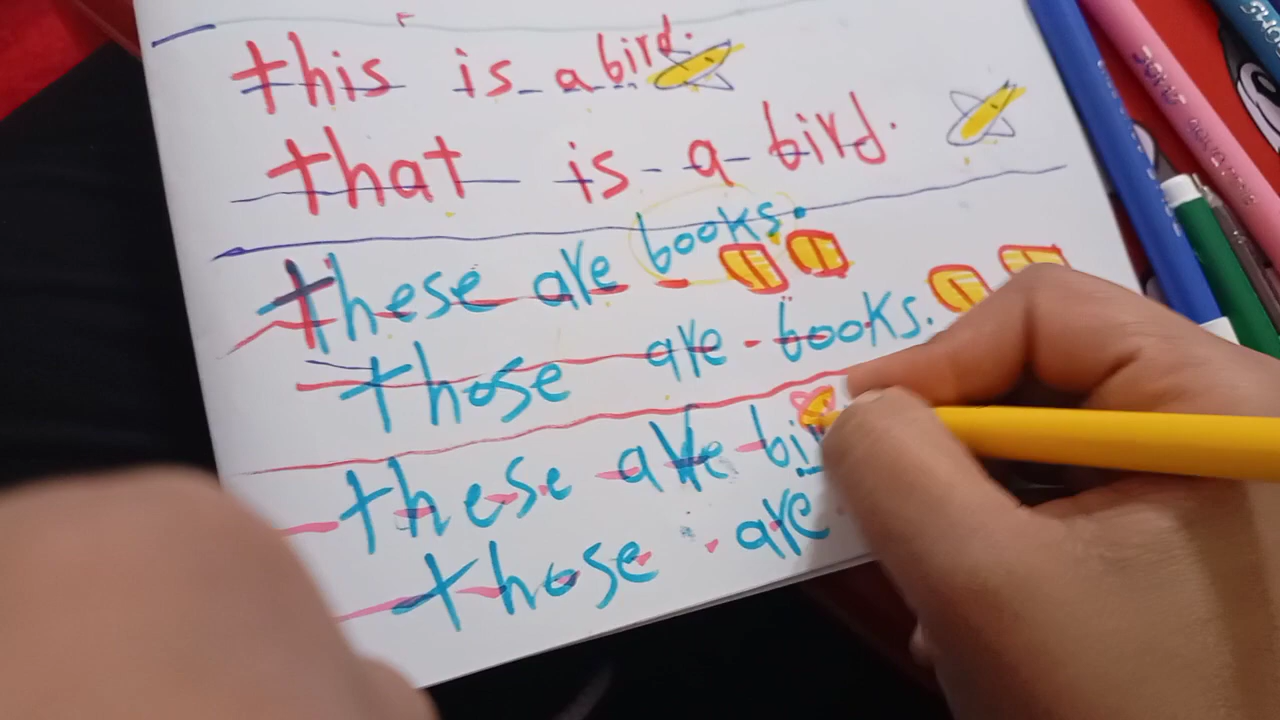 this is a bird.
that is a bird.
these are books.
those are books.
these are
those are